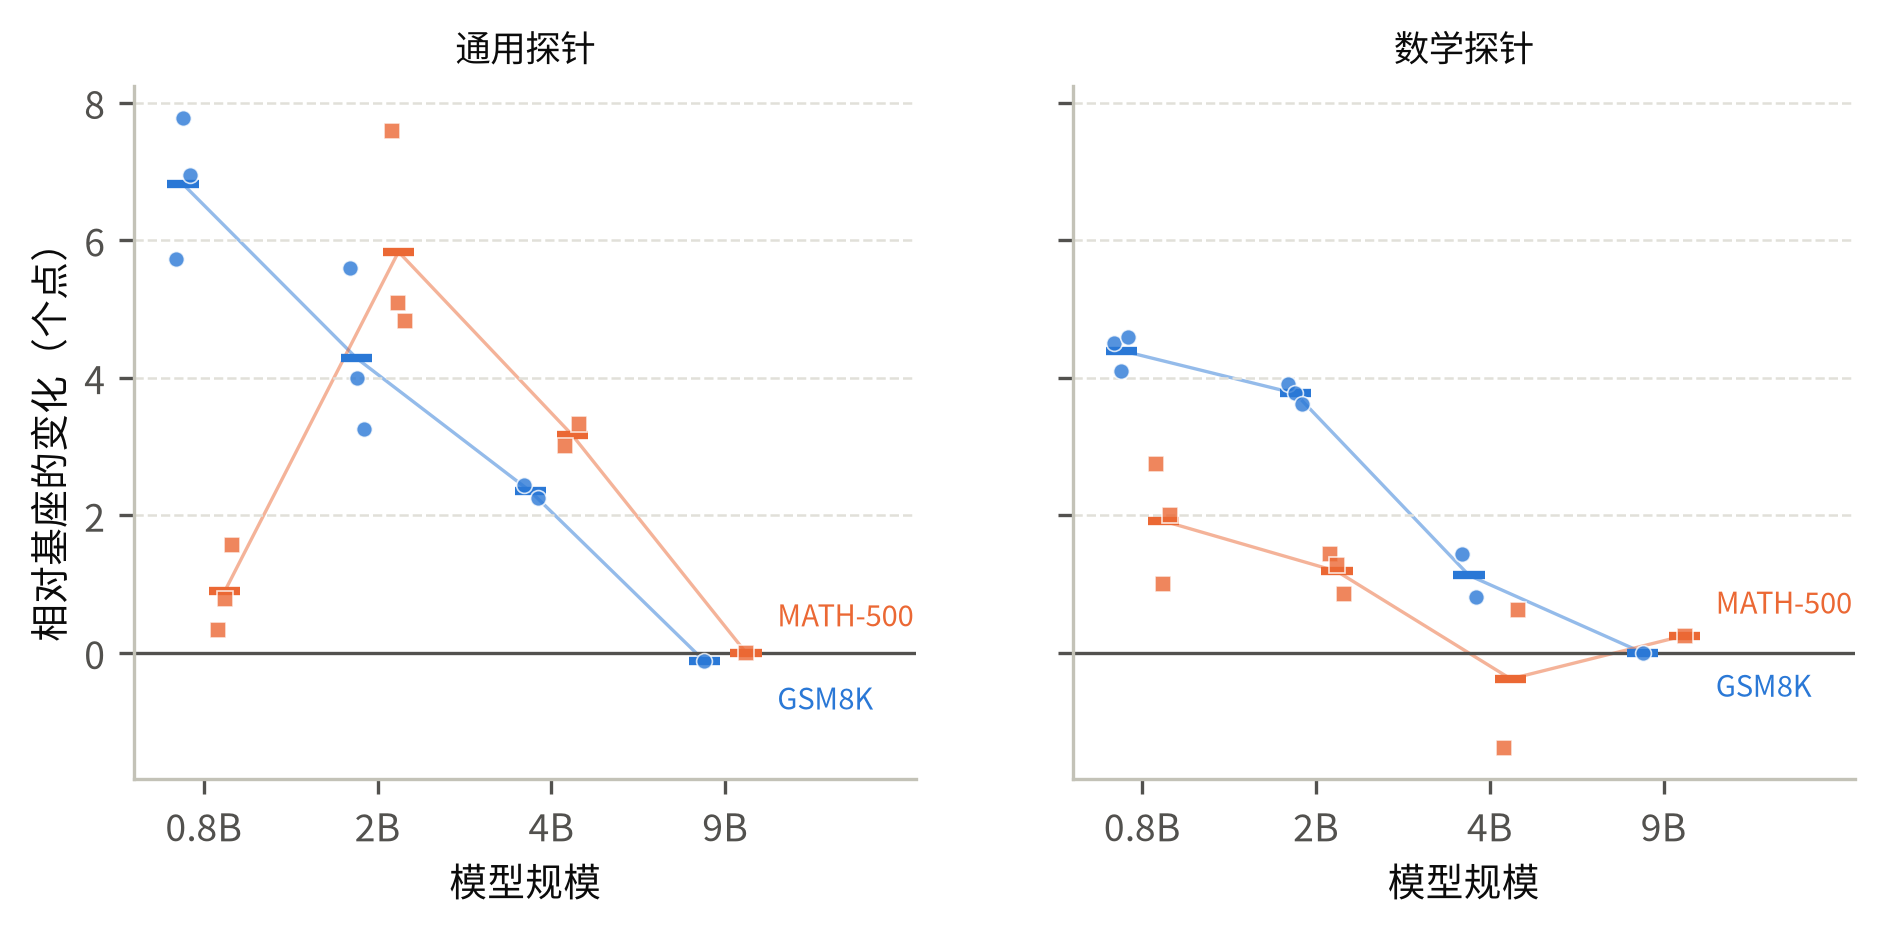 通用探针
数学探针
相对基座的变化（个点）
8
6
4
2
0
MATH-500
GSM8K
MATH-500
GSM8K
0.8B 2B 4B 9B
0.8B 2B 4B 9B
模型规模
模型规模